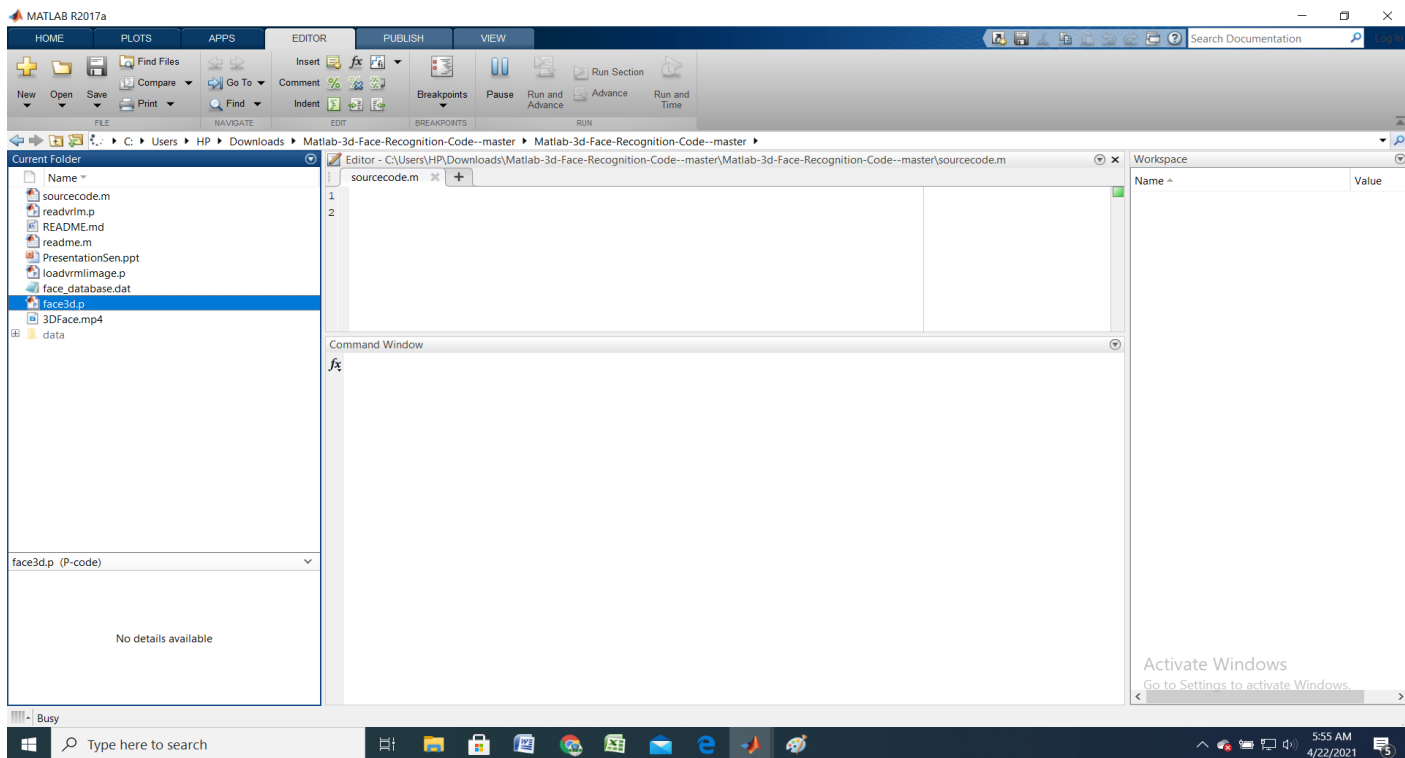 MATLAB R2017a
HOME PLOTS APPS EDITOR PUBLISH VIEW
Search Documentation Log In
New Open Save
Find Files
Compare
Print
Go To
Find
Insert
Comment
Indent
fx
Breakpoints
Pause
Run and Advance
Run Section
Advance
Run and Time
FILE NAVIGATE EDIT BREAKPOINTS RUN
C: Users HP Downloads Matlab-3d-Face-Recognition-Code--master Matlab-3d-Face-Recognition-Code--master
Current Folder
Name
sourcecode.m
readvrlm.p
README.md
readme.m
PresentationSen.ppt
loadvrmlimage.p
face_database.dat
face3d.p
3DFace.mp4
data
face3d.p (P-code)
No details available
Editor - C:\Users\HP\Downloads\Matlab-3d-Face-Recognition-Code--master\Matlab-3d-Face-Recognition-Code--master\sourcecode.m
sourcecode.m
1
2
Command Window
fx
Workspace
Name Value
Activate Windows
Go to Settings to activate Windows.
Busy
Type here to search
5:55 AM
4/22/2021
5